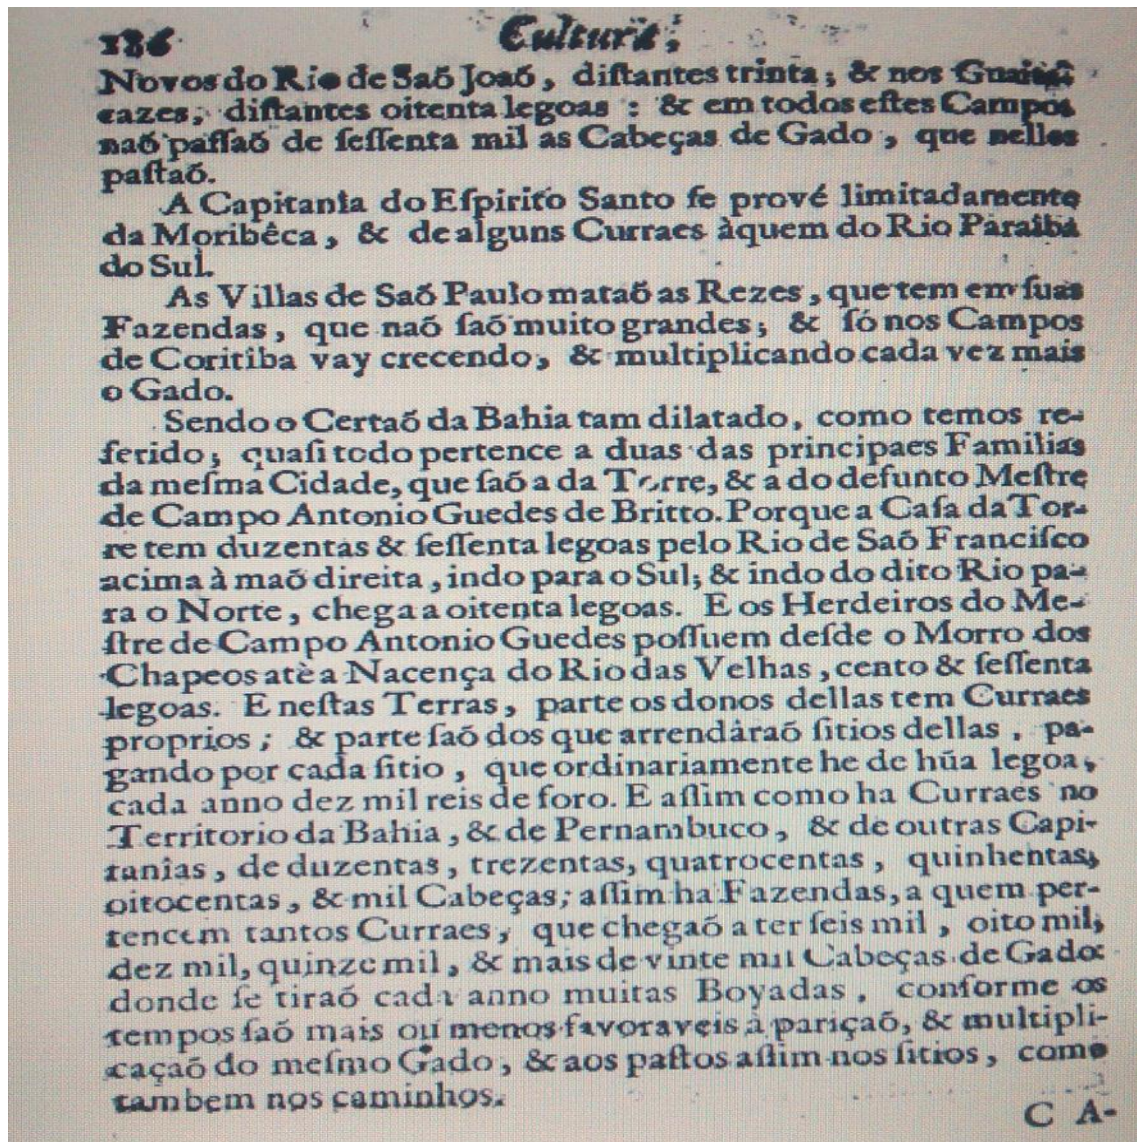 186 Cultura,
Novos do Rio de Saõ Joaõ, diſtantes trinta; & nos Guaita
cazes, diſtantes oitenta legoas : & em todos eſtes Campos
naõ paſſaõ de ſeſſenta mil as Cabeças de Gado, que nelles
paſtaõ.
A Capitania do Eſpirito Santo ſe prové limitadamente
da Moribêca, & de alguns Curraes àquem do Rio Paraiba
do Sul.
As Villas de Saõ Paulo mataõ as Rezes, que tem em ſuas
Fazendas, que naõ ſaõ muito grandes; & ſó nos Campos
de Coritiba vay crecendo, & multiplicando cada vez mais
o Gado.
Sendo o Certaõ da Bahia tam dilatado, como temos re-
ferido; quaſi todo pertence a duas das principaes Familias
da meſma Cidade, que ſaõ a da Torre, & a do defunto Meſtre
de Campo Antonio Guedes de Britto. Porque a Caſa da Tor-
re tem duzentas & ſeſſenta legoas pelo Rio de Saõ Franciſco
acima à maõ direita, indo para o Sul; & indo do dito Rio pa-
ra o Norte, chega a oitenta legoas. E os Herdeiros do Me-
ſtre de Campo Antonio Guedes poſſuem deſde o Morro dos
Chapeos atè a Nacença do Rio das Velhas, cento & ſeſſenta
legoas. E neſtas Terras, parte os donos dellas tem Curraes
proprios; & parte ſaõ dos que arrendàraõ ſitios dellas, pa-
gando por cada ſitio, que ordinariamente he de hũa legoa,
cada anno dez mil reis de foro. E aſſim como ha Curraes no
Territorio da Bahia, & de Pernambuco, & de outras Capi-
tanias, de duzentas, trezentas, quatrocentas, quinhentas,
oitocentas, & mil Cabeças; aſſim ha Fazendas, a quem per-
tencem tantos Curraes, que chegaõ a ter ſeis mil, oito mil,
dez mil, quinze mil, & mais de vinte mil Cabeças de Gado:
donde ſe tiraõ cada anno muitas Boyadas, conforme os
tempos ſaõ mais ou menos favoraveis à pariçaõ, & multipli-
caçaõ do meſmo Gado, & aos paſtos aſſim nos ſitios, como
tambem nos caminhos.
C A-